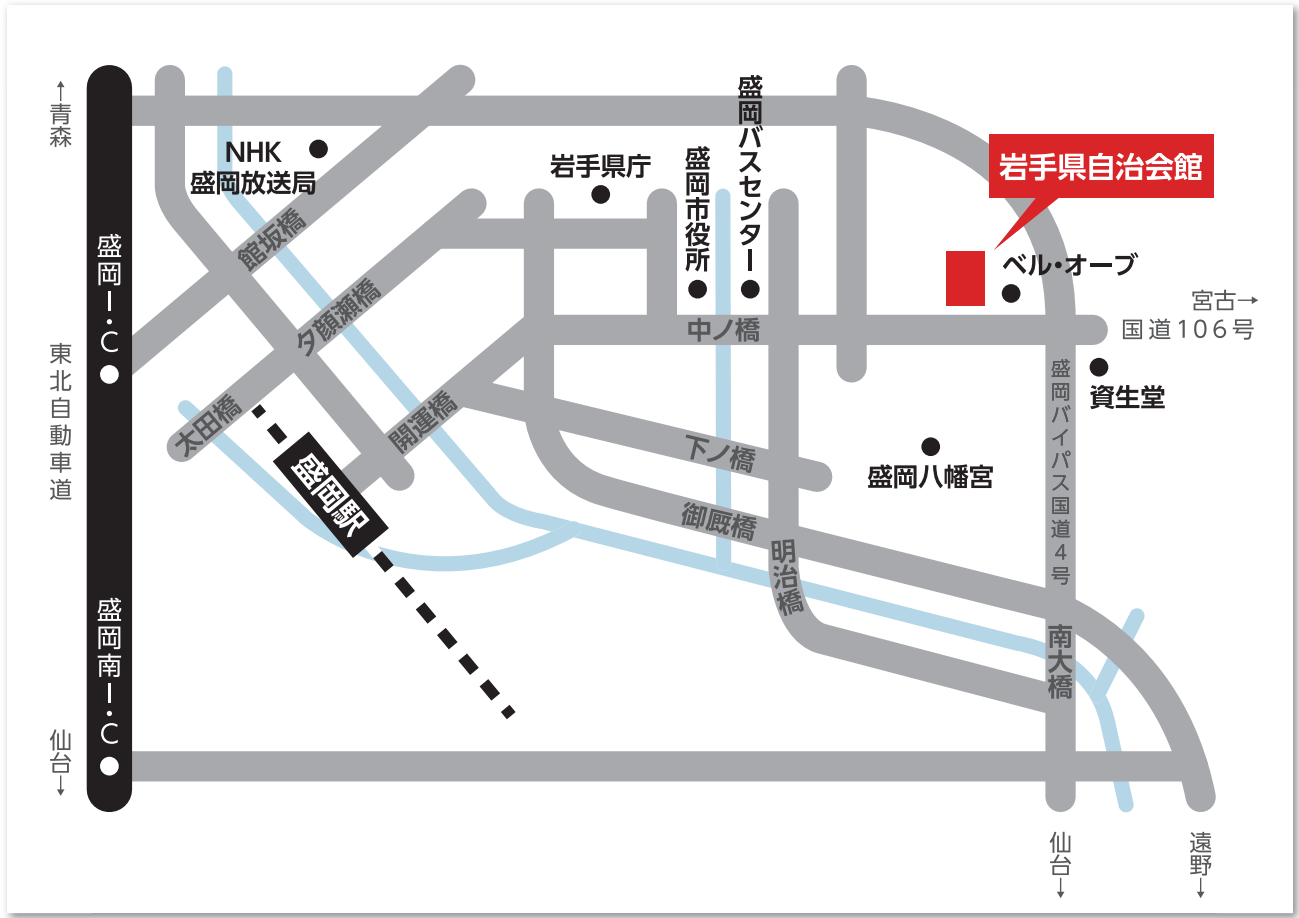 ↑青森
NHK
盛岡放送局
岩手県庁
盛岡市役所
盛岡バスセンター
岩手県自治会館
ベル・オーブ
宮古→
国道106号
盛岡I・C
館坂橋
夕顔瀬橋
中ノ橋
資生堂
東北自動車道
太田橋
開運橋
盛岡駅
下ノ橋
盛岡八幡宮
盛岡バイパス国道4号
御厩橋
明治橋
南大橋
盛岡南I・C
仙台↓
仙台↓
遠野↓